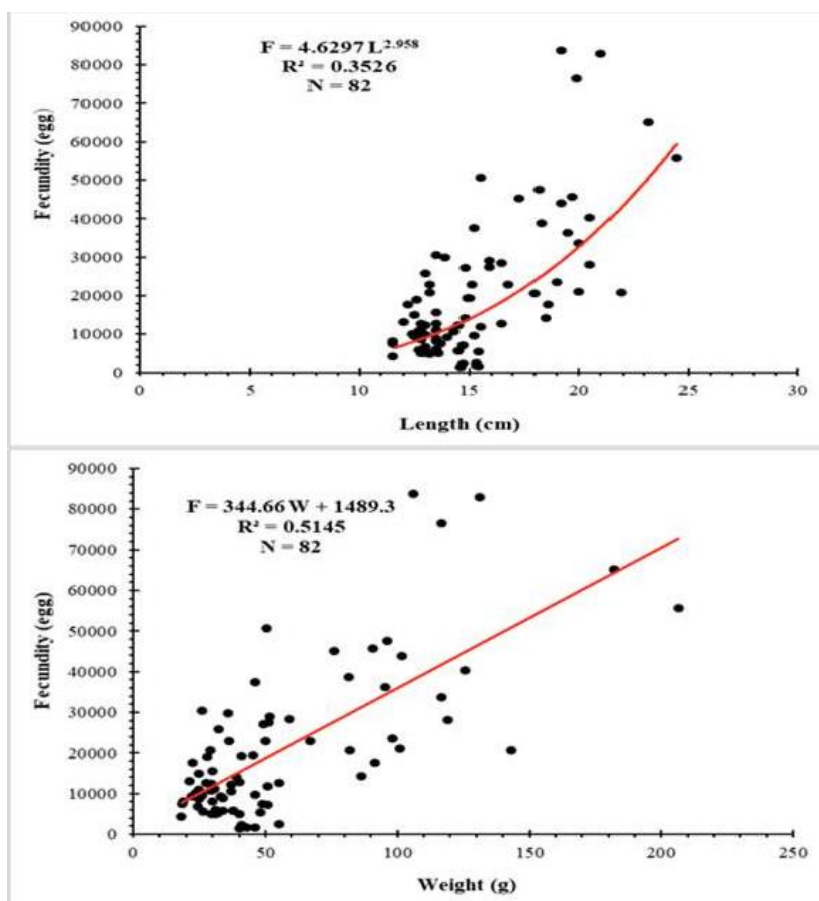 90000
80000
70000
60000
50000
40000
30000
20000
10000
0
Fecundity (egg)
F = 4.6297 L^2.958
R² = 0.3526
N = 82
0 5 10 15 20 25 30
Length (cm)
90000
80000
70000
60000
50000
40000
30000
20000
10000
0
Fecundity (egg)
F = 344.66 W + 1489.3
R² = 0.5145
N = 82
0 50 100 150 200 250
Weight (g)